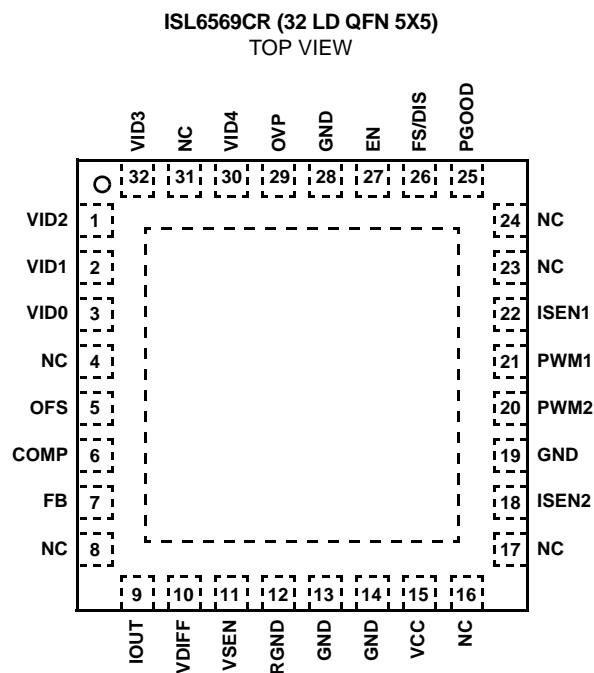 ISL6569CR (32 LD QFN 5X5)
TOP VIEW
VID3 NC VID4 OVP GND EN FS/DIS PGOOD
32 31 30 29 28 27 26 25
VID2 1 24 NC
VID1 2 23 NC
VID0 3 22 ISEN1
NC 4 21 PWM1
OFS 5 20 PWM2
COMP 6 19 GND
FB 7 18 ISEN2
NC 8 17 NC
9 10 11 12 13 14 15 16
IOUT VDIFF VSEN RGND GND GND VCC NC